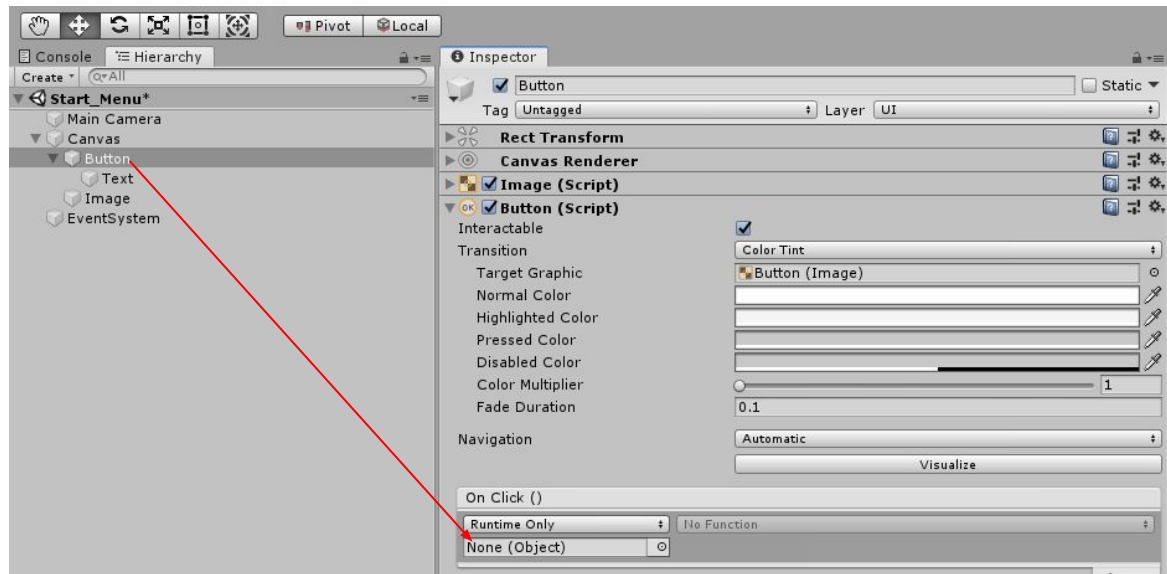 Pivot Local
Console Hierarchy
Create All
Start_Menu*
Main Camera
Canvas
Button
Text
Image
EventSystem
Inspector
Button Static
Tag Untagged Layer UI
Rect Transform
Canvas Renderer
Image (Script)
OK Button (Script)
Interactable
Transition Color Tint
Target Graphic Button (Image)
Normal Color
Highlighted Color
Pressed Color
Disabled Color
Color Multiplier 1
Fade Duration 0.1
Navigation Automatic
Visualize
On Click ()
Runtime Only No Function
None (Object)